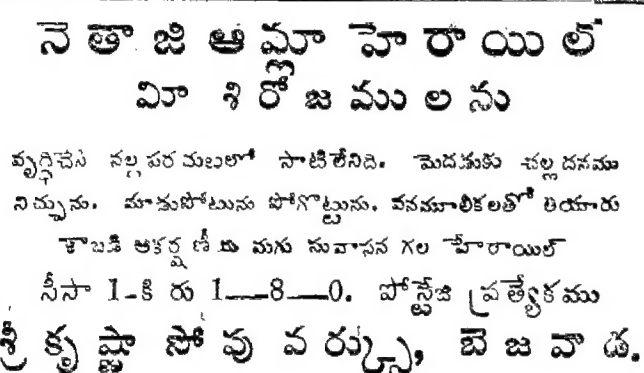 నెతాజి ఆమ్లా హేరాయిల్
మీ శిరోజములను
వృద్ధిచేసి నల్లపరచుటలో సాటిలేనిది. మెదడుకు చల్లదనము
నిచ్చును. మాడుపోటును పోగొట్టును. వనమూలికలతో తయారు
కాబడి ఆకర్షణీయ మగు సువాసన గల హేరాయిల్
సీసా 1-కి రు 1—8—0. పోస్టేజి ప్రత్యేకము
శ్రీకృష్ణా సోపు వర్క్సు, బెజవాడ.